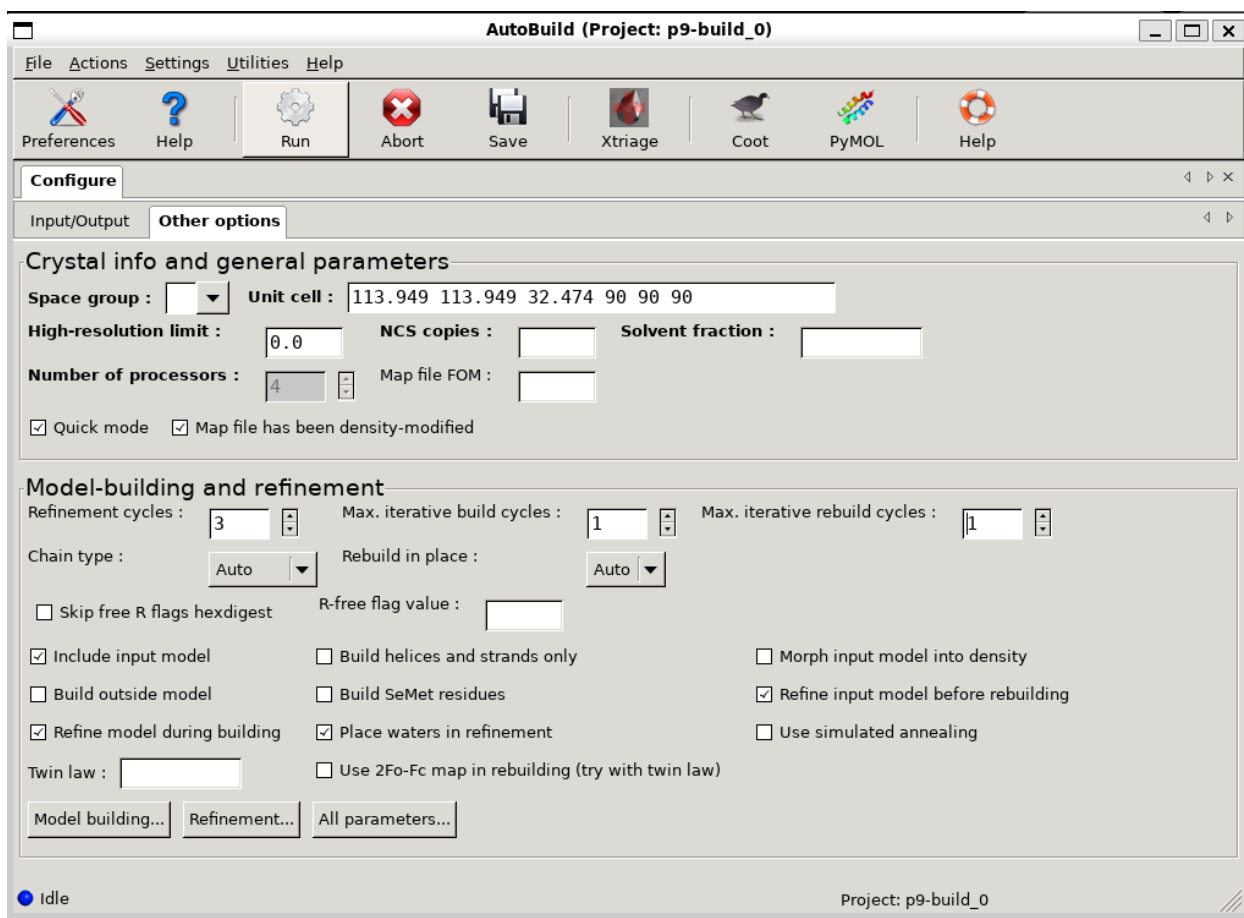 AutoBuild (Project: p9-build_0)
File Actions Settings Utilities Help
Preferences Help Run Abort Save Xtriage Coot PyMOL Help
Configure
Input/Output Other options
Crystal info and general parameters
Space group : Unit cell : 113.949 113.949 32.474 90 90 90
High-resolution limit : 0.0 NCS copies : Solvent fraction :
Number of processors : 4 Map file FOM :
Quick mode Map file has been density-modified
Model-building and refinement
Refinement cycles : 3 Max. iterative build cycles : 1 Max. iterative rebuild cycles : 1
Chain type : Auto Rebuild in place : Auto
Skip free R flags hexdigest R-free flag value :
Include input model Build helices and strands only Morph input model into density
Build outside model Build SeMet residues Refine input model before rebuilding
Refine model during building Place waters in refinement Use simulated annealing
Twin law : Use 2Fo-Fc map in rebuilding (try with twin law)
Model building... Refinement... All parameters...
Idle Project: p9-build_0